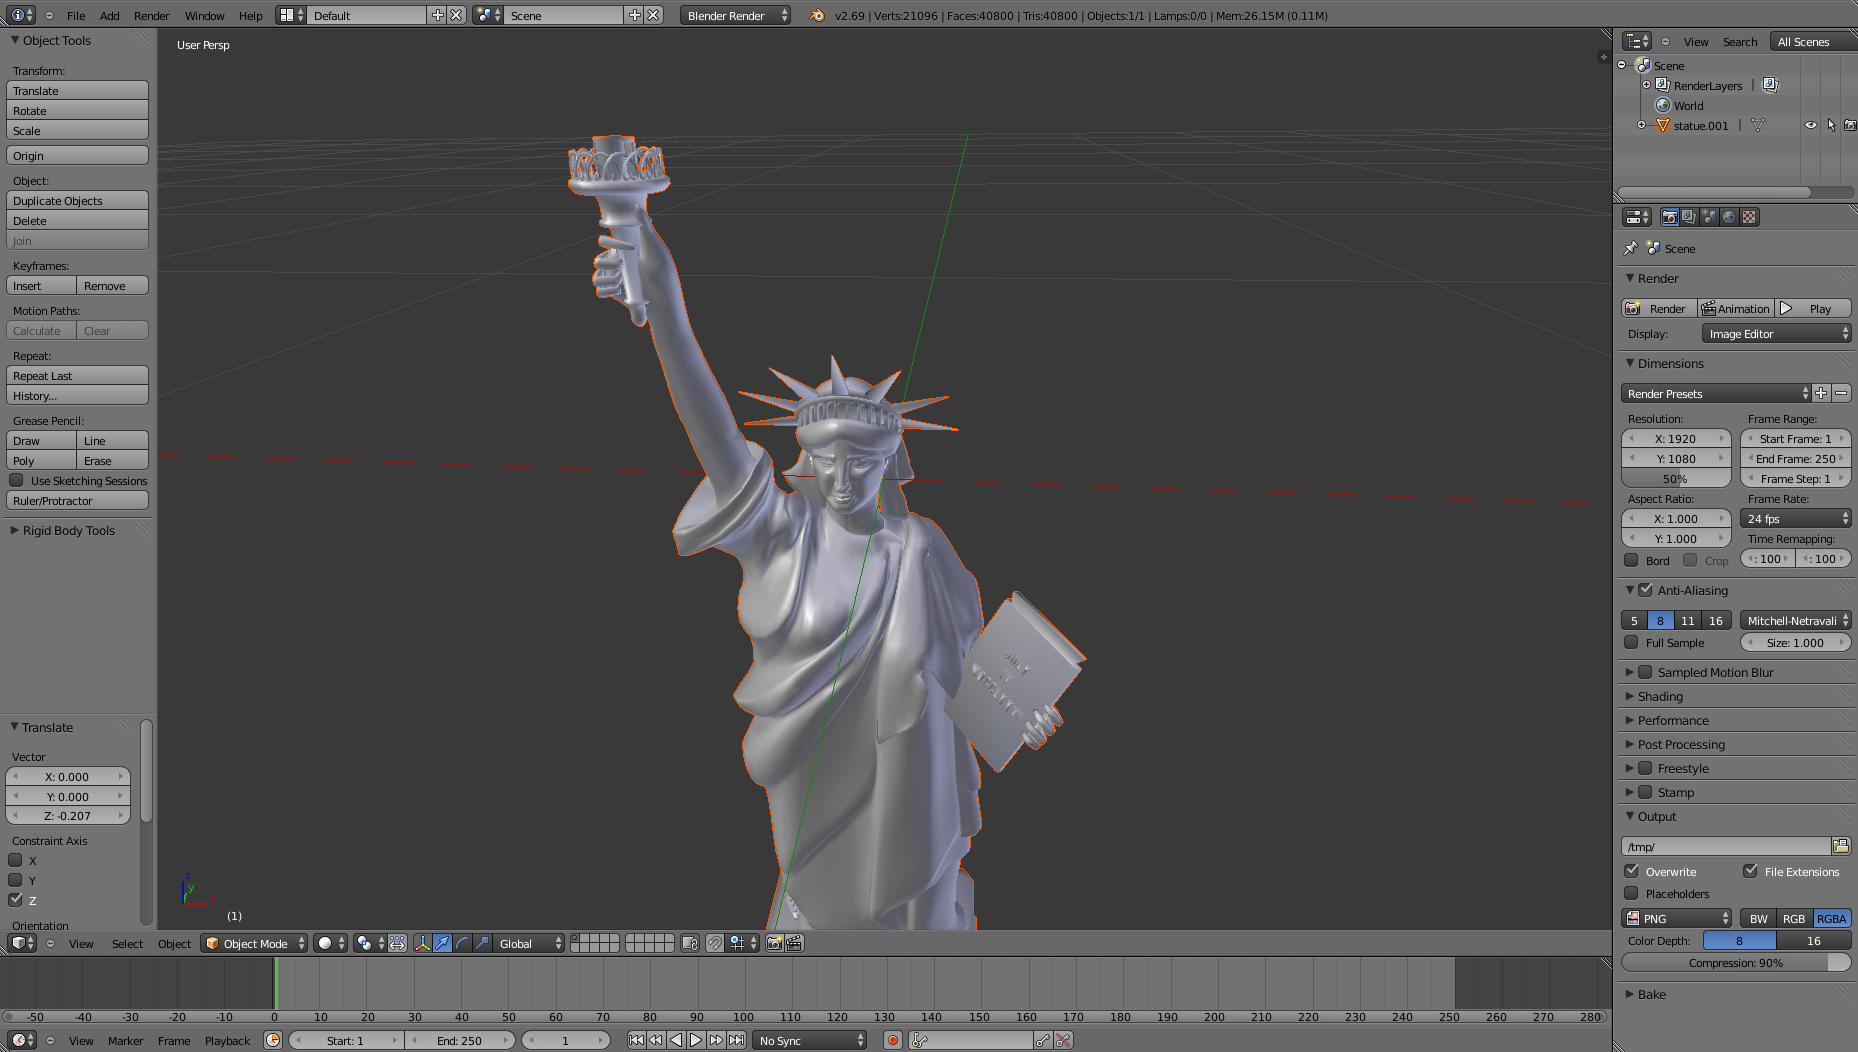 File Add Render Window Help Default Scene Blender Render v2.69 | Verts:21096 | Faces:40800 | Tris:40800 | Objects:1/1 | Lamps:0/0 | Mem:26.15M (0.11M)
Object Tools
Transform:
Translate
Rotate
Scale
Origin
Object:
Duplicate Objects
Delete
Join
Keyframes:
Insert Remove
Motion Paths:
Calculate Clear
Repeat:
Repeat Last
History...
Grease Pencil:
Draw Line
Poly Erase
Use Sketching Sessions
Ruler/Protractor
Rigid Body Tools
Translate
Vector
X: 0.000
Y: 0.000
Z: -0.207
Constraint Axis
X
Y
Z
Orientation
User Persp
JULY
z
y
x
(1)
View Select Object Object Mode Global
-50 -40 -30 -20 -10 0 10 20 30 40 50 60 70 80 90 100 110 120 130 140 150 160 170 180 190 200 210 220 230 240 250 260 270 280
View Marker Frame Playback Start: 1 End: 250 1 No Sync
View Search All Scenes
Scene
RenderLayers |
World
statue.001 |
Scene
Render
Render Animation Play
Display: Image Editor
Dimensions
Render Presets
Resolution: Frame Range:
X: 1920 Start Frame: 1
Y: 1080 End Frame: 250
50% Frame Step: 1
Aspect Ratio: Frame Rate:
X: 1.000 24 fps
Y: 1.000 Time Remapping:
Bord Crop : 100 : 100
Anti-Aliasing
5 8 11 16 Mitchell-Netravali
Full Sample Size: 1.000
Sampled Motion Blur
Shading
Performance
Post Processing
Freestyle
Stamp
Output
/tmp/
Overwrite File Extensions
Placeholders
PNG BW RGB RGBA
Color Depth: 8 16
Compression: 90%
Bake